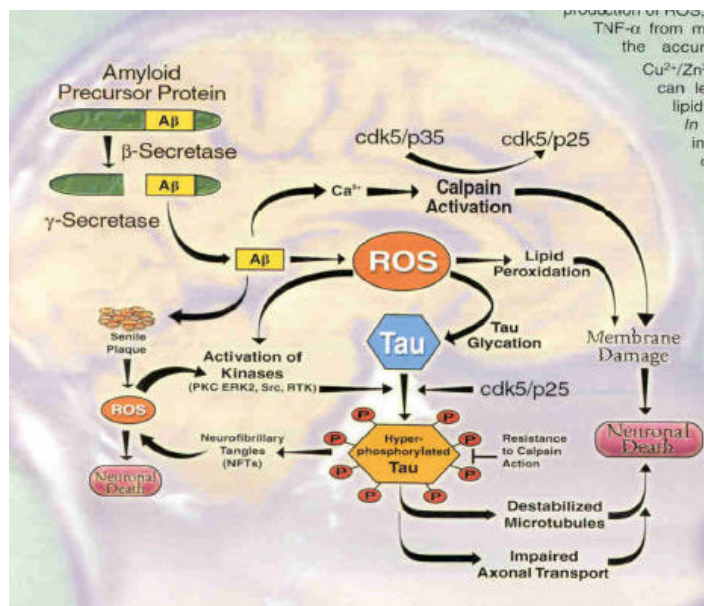 production of ROS,
TNF-α from m
the accur
Cu²⁺/Zn²
can le
lipid
In
in
Amyloid
Precursor Protein
Aβ
β-Secretase
Aβ
γ-Secretase
cdk5/p35
cdk5/p25
Ca²⁺
Calpain
Activation
Aβ
ROS
Lipid
Peroxidation
Senile
Plaque
Tau
Tau
Glycation
Membrane
Damage
Activation of
Kinases
(PKC ERK2, Src, RTK)
cdk5/p25
ROS
Neurofibrillary
Tangles
(NFTs)
P
P
P
P
P
P
P
P
Hyper-
phosphorylated
Tau
Resistance
to Calpain
Action
Neuronal
Death
Neuronal
Death
Destabilized
Microtubules
Impaired
Axonal Transport